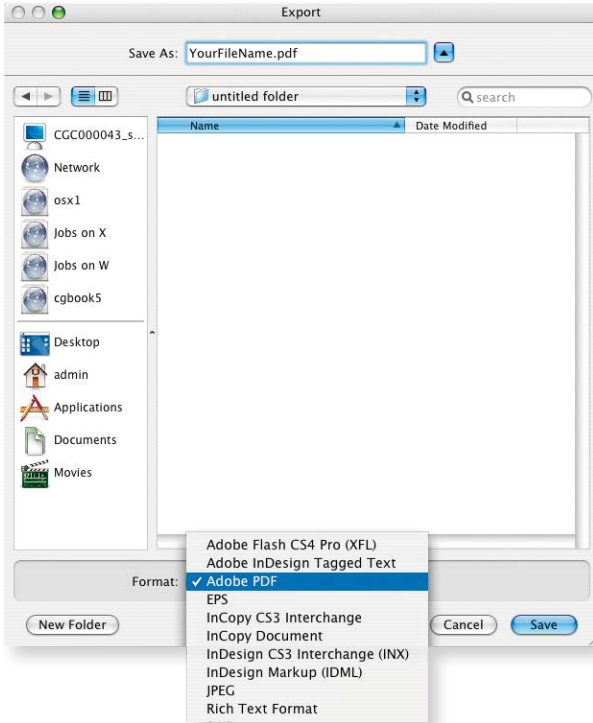 Export
Save As: YourFileName.pdf
untitled folder
search
Name Date Modified
CGC000043_s...
Network
osx1
Jobs on X
Jobs on W
cgbook5
Desktop
admin
Applications
Documents
Movies
Adobe Flash CS4 Pro (XFL)
Adobe InDesign Tagged Text
Format: ✓ Adobe PDF
EPS
InCopy CS3 Interchange
New Folder Cancel Save
InCopy Document
InDesign CS3 Interchange (INX)
InDesign Markup (IDML)
JPEG
Rich Text Format